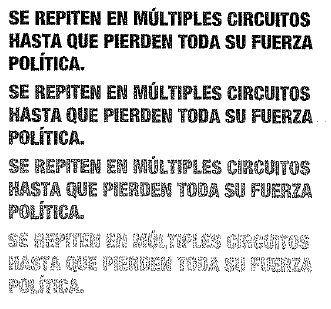 SE REPITEN EN MÚLTIPLES CIRCUITOS
HASTA QUE PIERDEN TODA SU FUERZA
POLÍTICA.
SE REPITEN EN MÚLTIPLES CIRCUITOS
HASTA QUE PIERDEN TODA SU FUERZA
POLÍTICA.
SE REPITEN EN MÚLTIPLES CIRCUITOS
HASTA QUE PIERDEN TODA SU FUERZA
POLÍTICA.
SE REPITEN EN MÚLTIPLES CIRCUITOS
HASTA QUE PIERDEN TODA SU FUERZA
POLÍTICA.